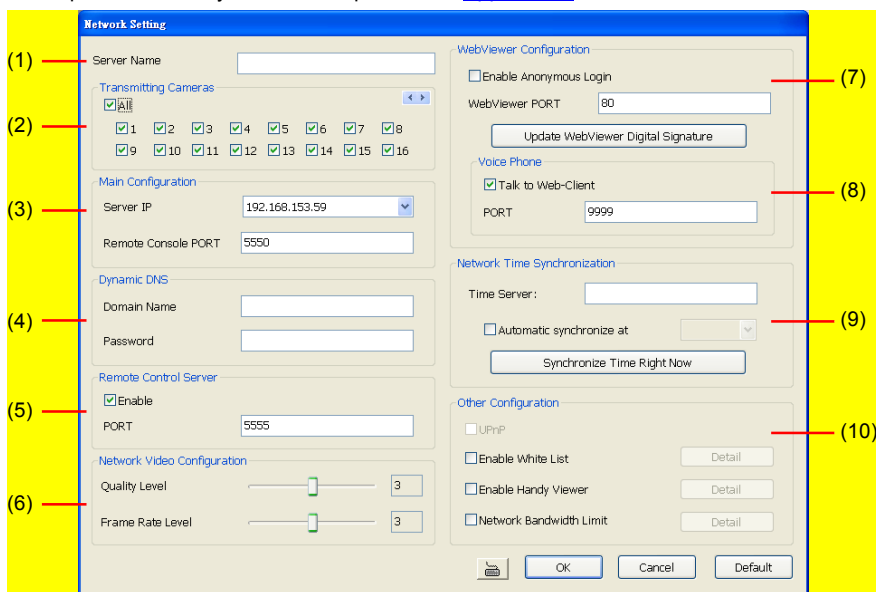 Network Setting
(1)
Server Name
(2)
Transmitting Cameras
All
< >
1 2 3 4 5 6 7 8
9 10 11 12 13 14 15 16
(3)
Main Configuration
Server IP 192.168.153.59
Remote Console PORT 5550
(4)
Dynamic DNS
Domain Name
Password
(5)
Remote Control Server
Enable
PORT 5555
(6)
Network Video Configuration
Quality Level 3
Frame Rate Level 3
WebViewer Configuration
(7)
Enable Anonymous Login
WebViewer PORT 80
Update WebViewer Digital Signature
Voice Phone
(8)
Talk to Web-Client
PORT 9999
Network Time Synchronization
Time Server:
(9)
Automatic synchronize at
Synchronize Time Right Now
Other Configuration
(10)
UPnP
Enable White List Detail
Enable Handy Viewer Detail
Network Bandwidth Limit Detail
OK Cancel Default